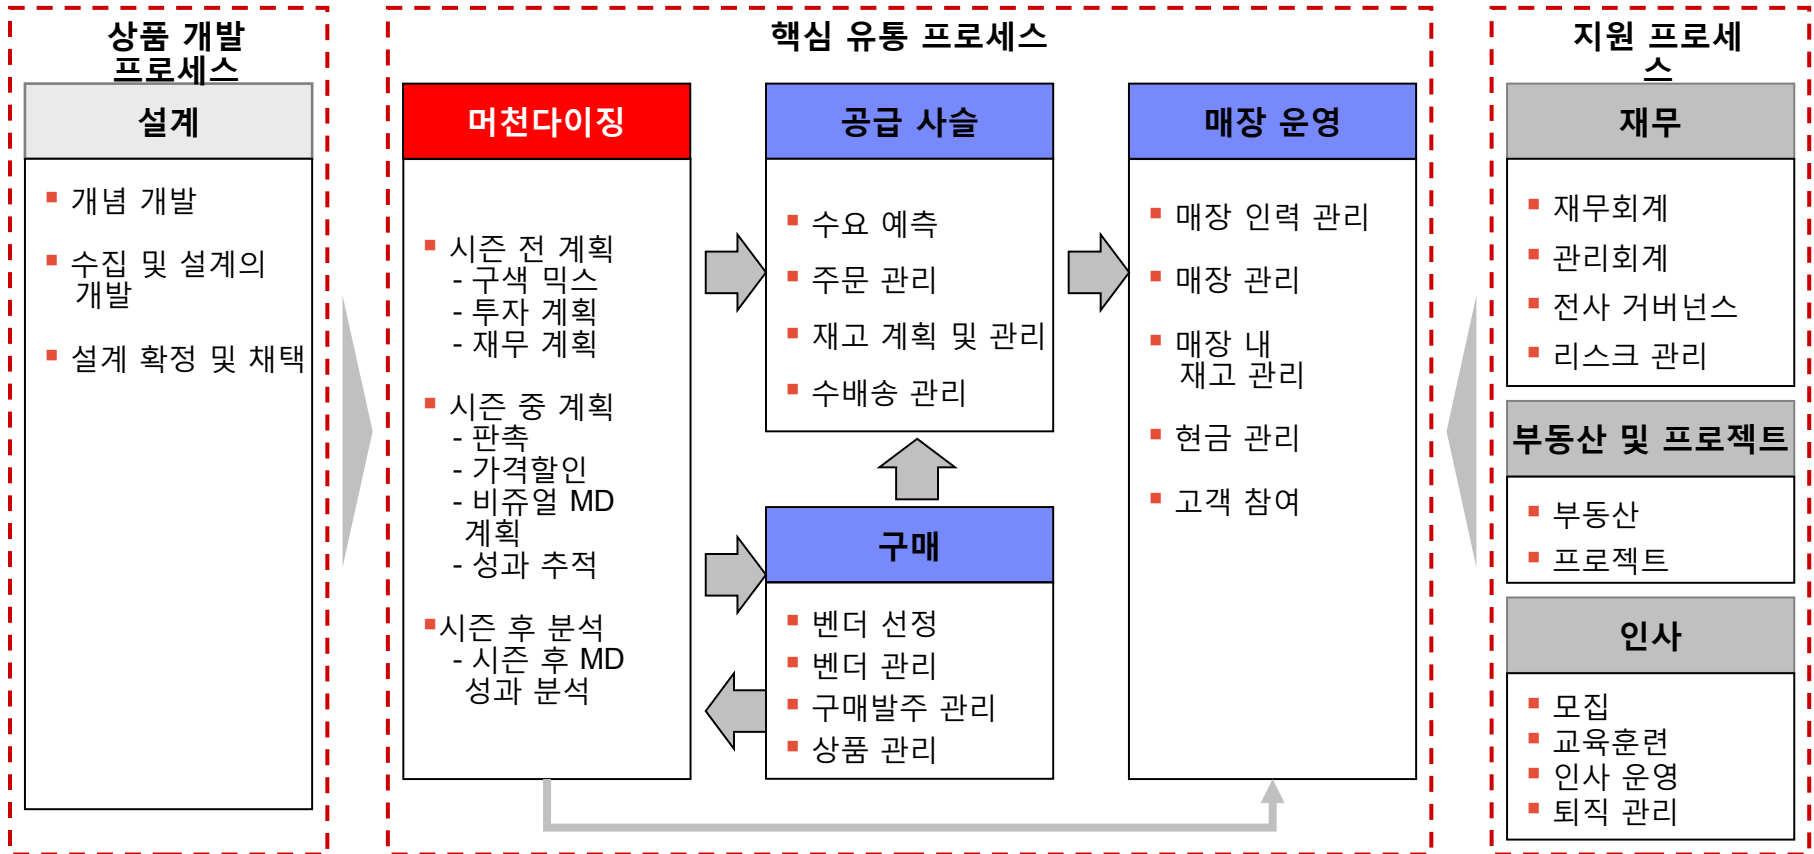 상품 개발
프로세스
설계
개념 개발
수집 및 설계의
개발
설계 확정 및 채택
핵심 유통 프로세스
머천다이징
시즌 전 계획
- 구색 믹스
- 투자 계획
- 재무 계획
시즌 중 계획
- 판촉
- 가격할인
- 비쥬얼 MD
계획
- 성과 추적
시즌 후 분석
- 시즌 후 MD
성과 분석
공급 사슬
수요 예측
주문 관리
재고 계획 및 관리
수배송 관리
구매
벤더 선정
벤더 관리
구매발주 관리
상품 관리
매장 운영
매장 인력 관리
매장 관리
매장 내
재고 관리
현금 관리
고객 참여
지원 프로세
스
재무
재무회계
관리회계
전사 거버넌스
리스크 관리
부동산 및 프로젝트
부동산
프로젝트
인사
모집
교육훈련
인사 운영
퇴직 관리